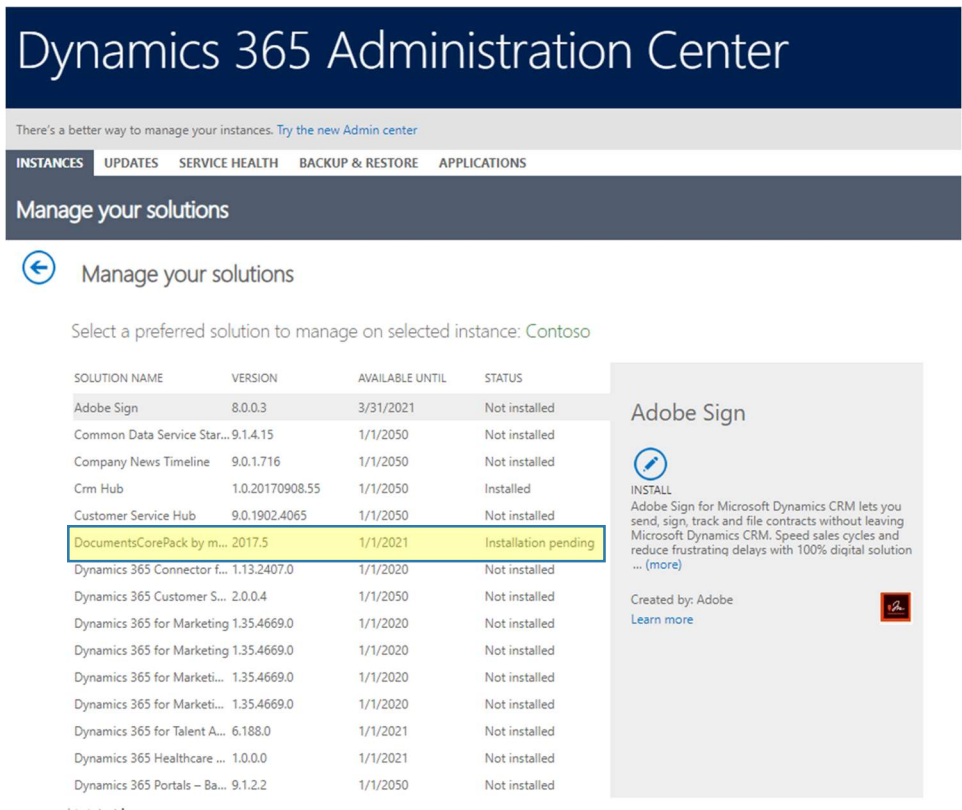 Dynamics 365 Administration Center
There's a better way to manage your instances. Try the new Admin center
INSTANCES UPDATES SERVICE HEALTH BACKUP & RESTORE APPLICATIONS
Manage your solutions
Manage your solutions
Select a preferred solution to manage on selected instance: Contoso
SOLUTION NAME VERSION AVAILABLE UNTIL STATUS
Adobe Sign 8.0.0.3 3/31/2021 Not installed
Common Data Service Star... 9.1.4.15 1/1/2050 Not installed
Company News Timeline 9.0.1.716 1/1/2050 Not installed
Crm Hub 1.0.20170908.55 1/1/2050 Installed
Customer Service Hub 9.0.1902.4065 1/1/2050 Not installed
DocumentsCorePack by m... 2017.5 1/1/2021 Installation pending
Dynamics 365 Connector f... 1.13.2407.0 1/1/2020 Not installed
Dynamics 365 Customer S... 2.0.0.4 1/1/2050 Not installed
Dynamics 365 for Marketing 1.35.4669.0 1/1/2020 Not installed
Dynamics 365 for Marketing 1.35.4669.0 1/1/2020 Not installed
Dynamics 365 for Marketi... 1.35.4669.0 1/1/2020 Not installed
Dynamics 365 for Marketi... 1.35.4669.0 1/1/2020 Not installed
Dynamics 365 for Talent A... 6.188.0 1/1/2021 Not installed
Dynamics 365 Healthcare ... 1.0.0.0 1/1/2021 Not installed
Dynamics 365 Portals – Ba... 9.1.2.2 1/1/2050 Not installed
Adobe Sign
INSTALL
Adobe Sign for Microsoft Dynamics CRM lets you
send, sign, track and file contracts without leaving
Microsoft Dynamics CRM. Speed sales cycles and
reduce frustrating delays with 100% digital solution
... (more)
Created by: Adobe
Learn more